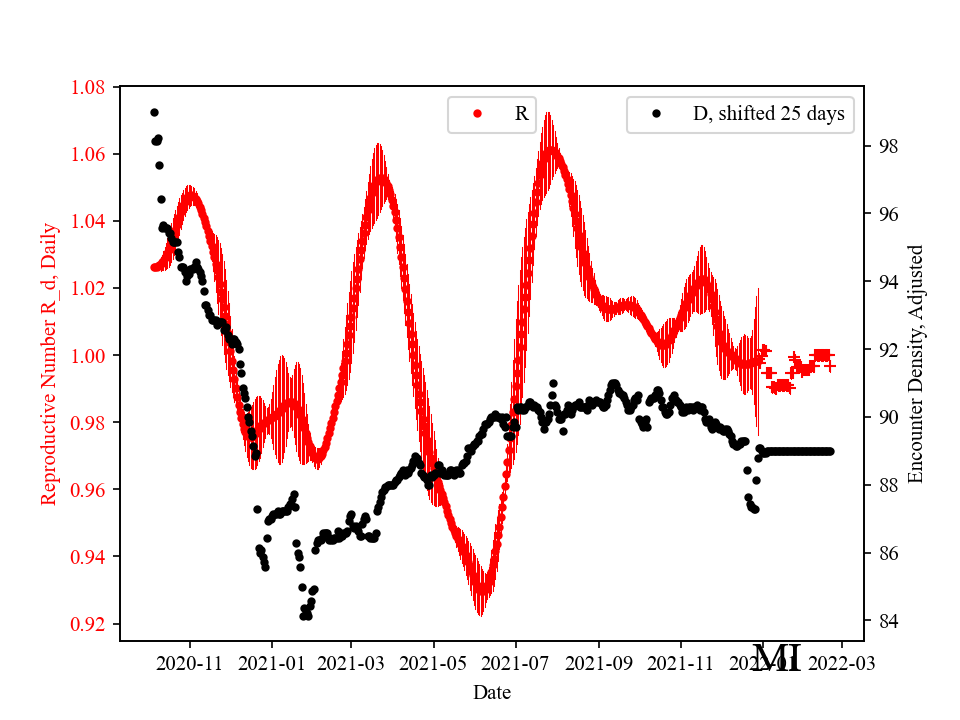 R
D, shifted 25 days
1.08
1.06
1.04
1.02
1.00
0.98
0.96
0.94
0.92
Reproductive Number R_d, Daily
98
96
94
92
90
88
86
84
Encounter Density, Adjusted
2020-11 2021-01 2021-03 2021-05 2021-07 2021-09 2021-11 2022-01 2022-03
MI
Date